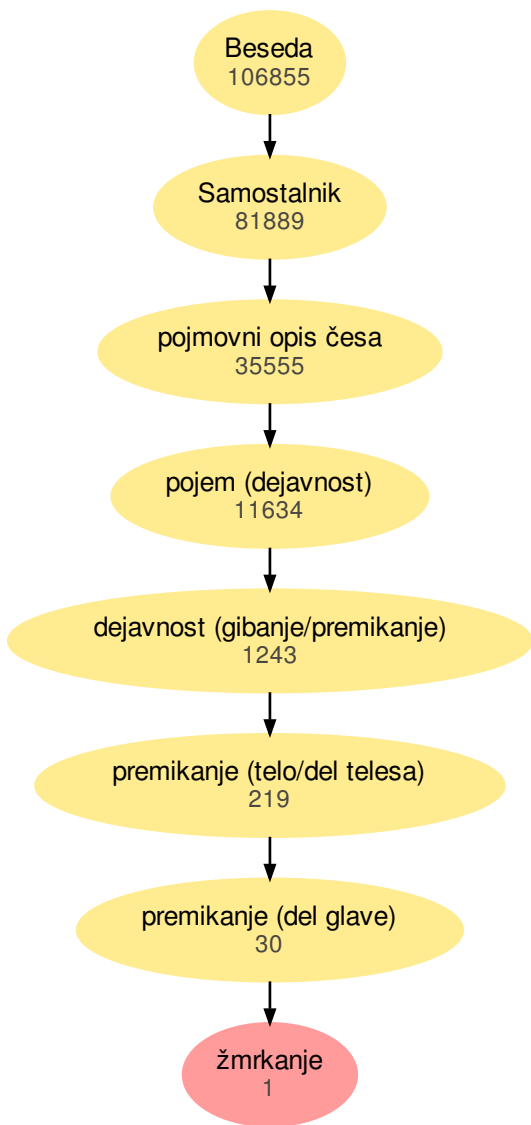 Beseda
106855
Samostalnik
81889
pojmovni opis česa
35555
pojem (dejavnost)
11634
dejavnost (gibanje/premikanje)
1243
premikanje (telo/del telesa)
219
premikanje (del glave)
30
žmrkanje
1